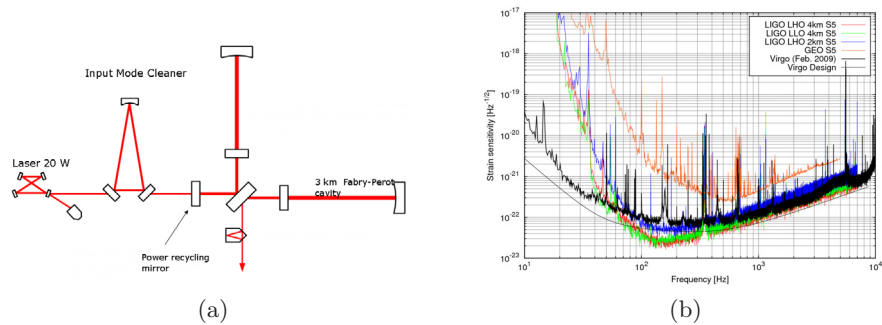 Input Mode Cleaner
Laser 20 W
3 km Fabry-Perot
cavity
Power recycling
mirror
(a)
LIGO LHO 4km S5
LIGO LLO 4km S5
LIGO LHO 2km S5
GEO S5
Virgo (Feb. 2009)
Virgo Design
Strain sensitivity [Hz^-1/2]
10^-17
10^-18
10^-19
10^-20
10^-21
10^-22
10^-23
10^1
10^2
10^3
10^4
Frequency [Hz]
(b)